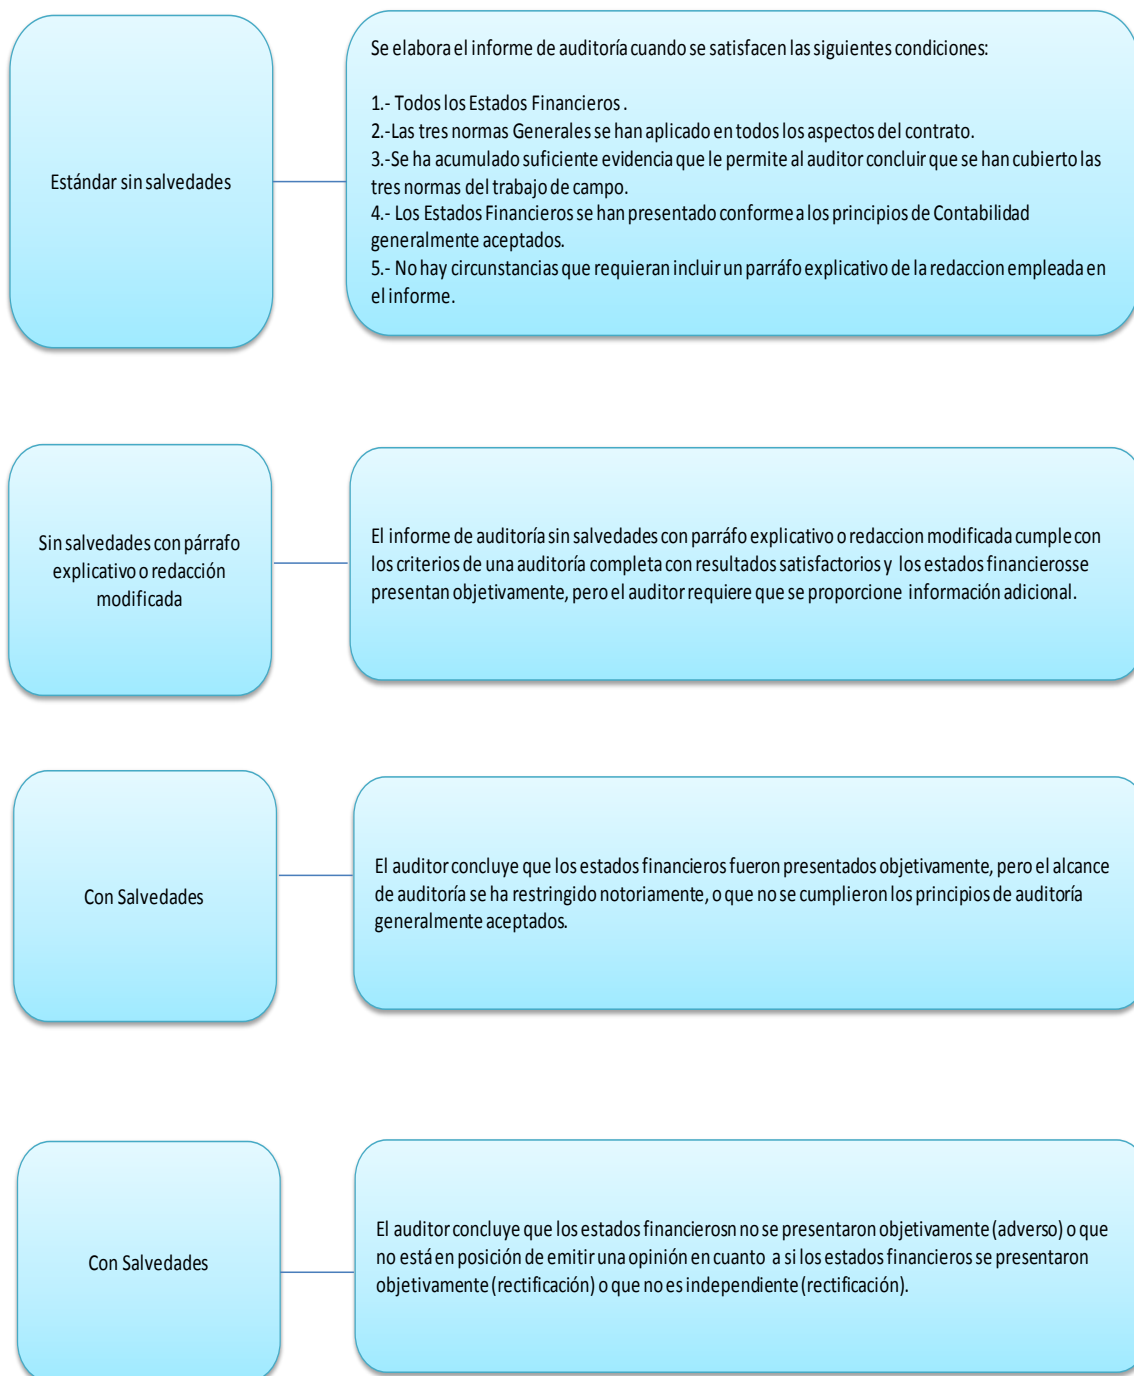 Estándar sin salvedades
Se elabora el informe de auditoría cuando se satisfacen las siguientes condiciones:
1.- Todos los Estados Financieros .
2.-Las tres normas Generales se han aplicado en todos los aspectos del contrato.
3.-Se ha acumulado suficiente evidencia que le permite al auditor concluir que se han cubierto las
tres normas del trabajo de campo.
4.- Los Estados Financieros se han presentado conforme a los principios de Contabilidad
generalmente aceptados.
5.- No hay circunstancias que requieran incluir un parráfo explicativo de la redaccion empleada en
el informe.
Sin salvedades con párrafo
explicativo o redacción
modificada
El informe de auditoría sin salvedades con parráfo explicativo o redaccion modificada cumple con
los criterios de una auditoría completa con resultados satisfactorios y los estados financierosse
presentan objetivamente, pero el auditor requiere que se proporcione información adicional.
Con Salvedades
El auditor concluye que los estados financieros fueron presentados objetivamente, pero el alcance
de auditoría se ha restringido notoriamente, o que no se cumplieron los principios de auditoría
generalmente aceptados.
Con Salvedades
El auditor concluye que los estados financierosn no se presentaron objetivamente (adverso) o que
no está en posición de emitir una opinión en cuanto a si los estados financieros se presentaron
objetivamente (rectificación) o que no es independiente (rectificación).